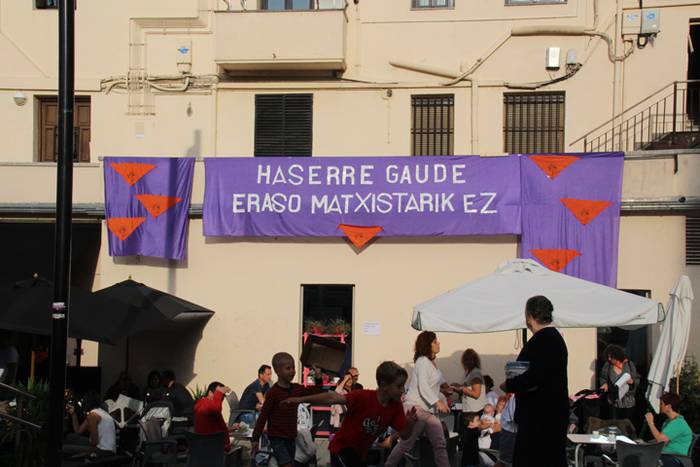 HASERRE GAUDE
ERASO MATXISTARIK EZ